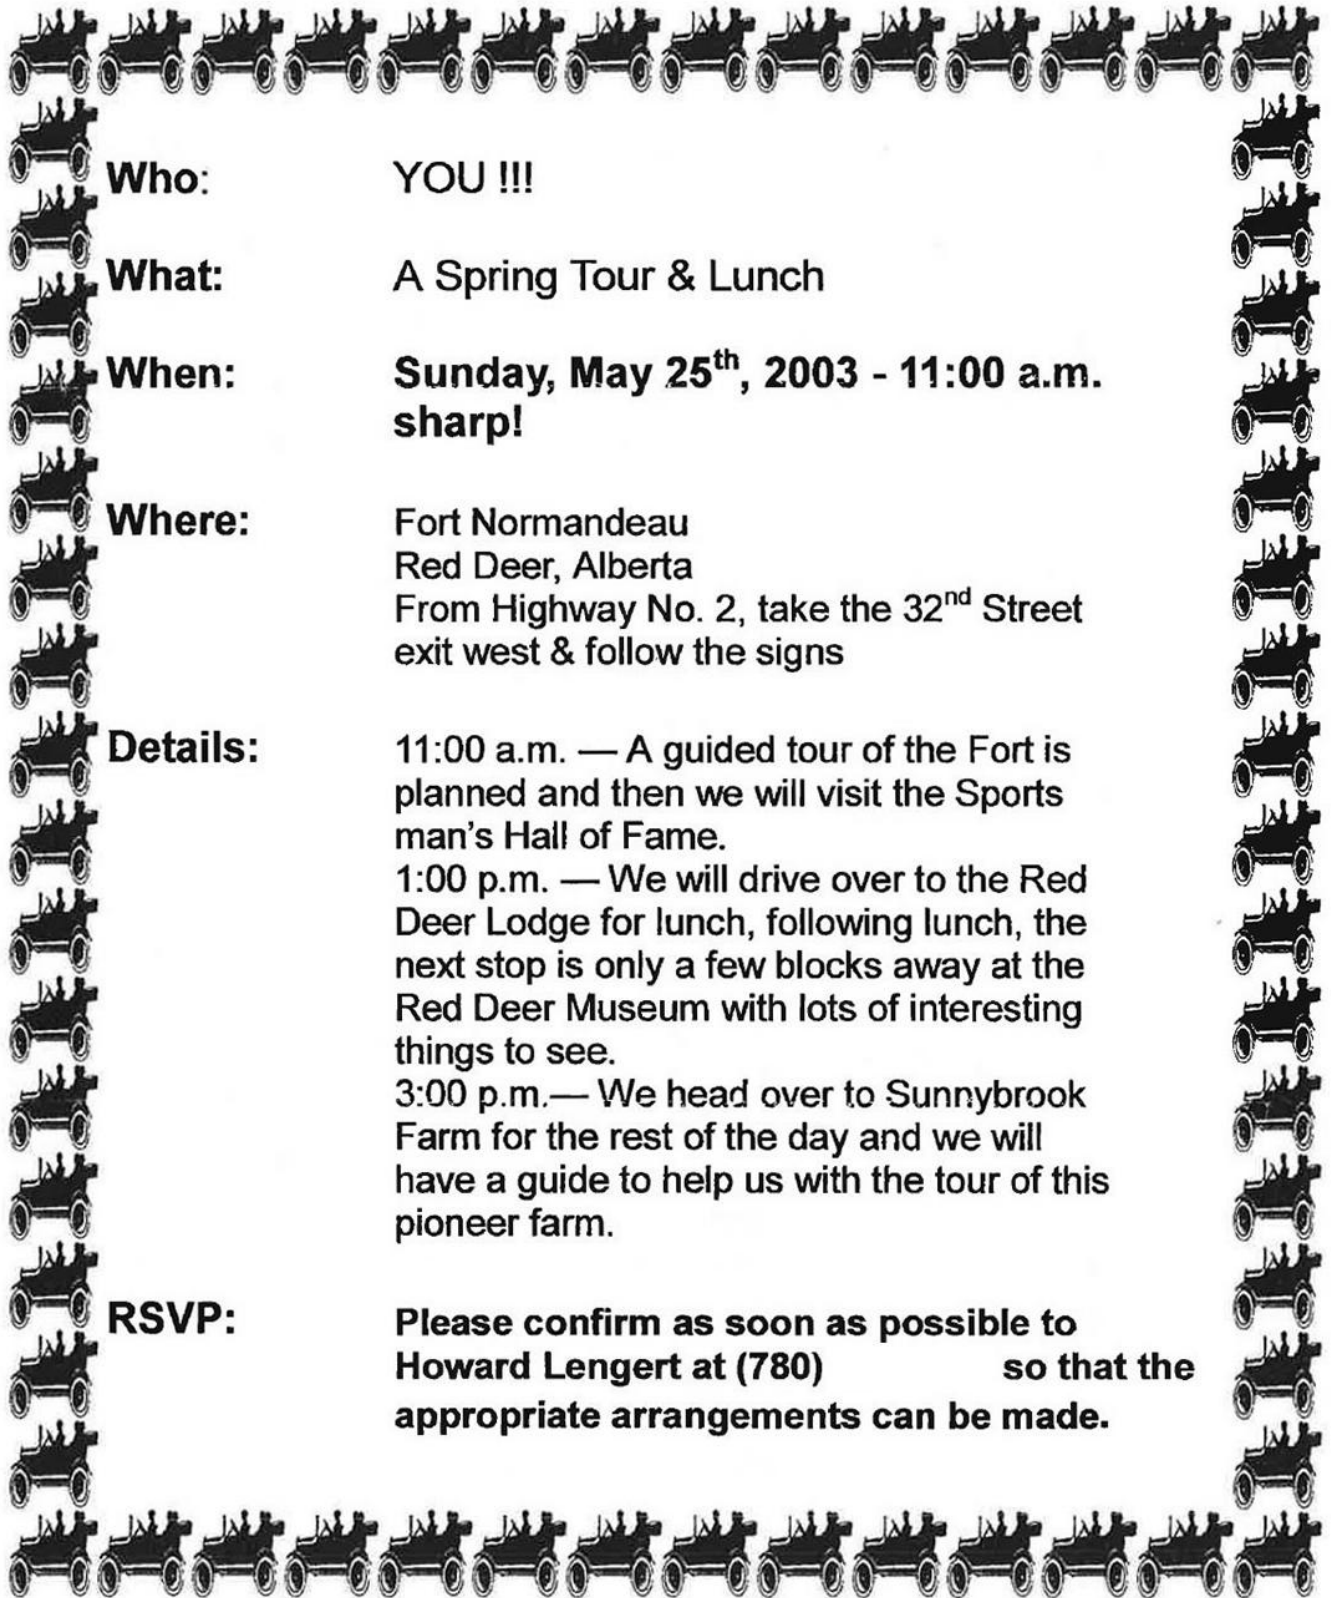 Who: YOU !!!
What: A Spring Tour & Lunch
When: Sunday, May 25th, 2003 - 11:00 a.m.
sharp!
Where: Fort Normandeau
Red Deer, Alberta
From Highway No. 2, take the 32nd Street
exit west & follow the signs
Details: 11:00 a.m. — A guided tour of the Fort is
planned and then we will visit the Sports
man's Hall of Fame.
1:00 p.m. — We will drive over to the Red
Deer Lodge for lunch, following lunch, the
next stop is only a few blocks away at the
Red Deer Museum with lots of interesting
things to see.
3:00 p.m.— We head over to Sunnybrook
Farm for the rest of the day and we will
have a guide to help us with the tour of this
pioneer farm.
RSVP: Please confirm as soon as possible to
Howard Lengert at (780) so that the
appropriate arrangements can be made.